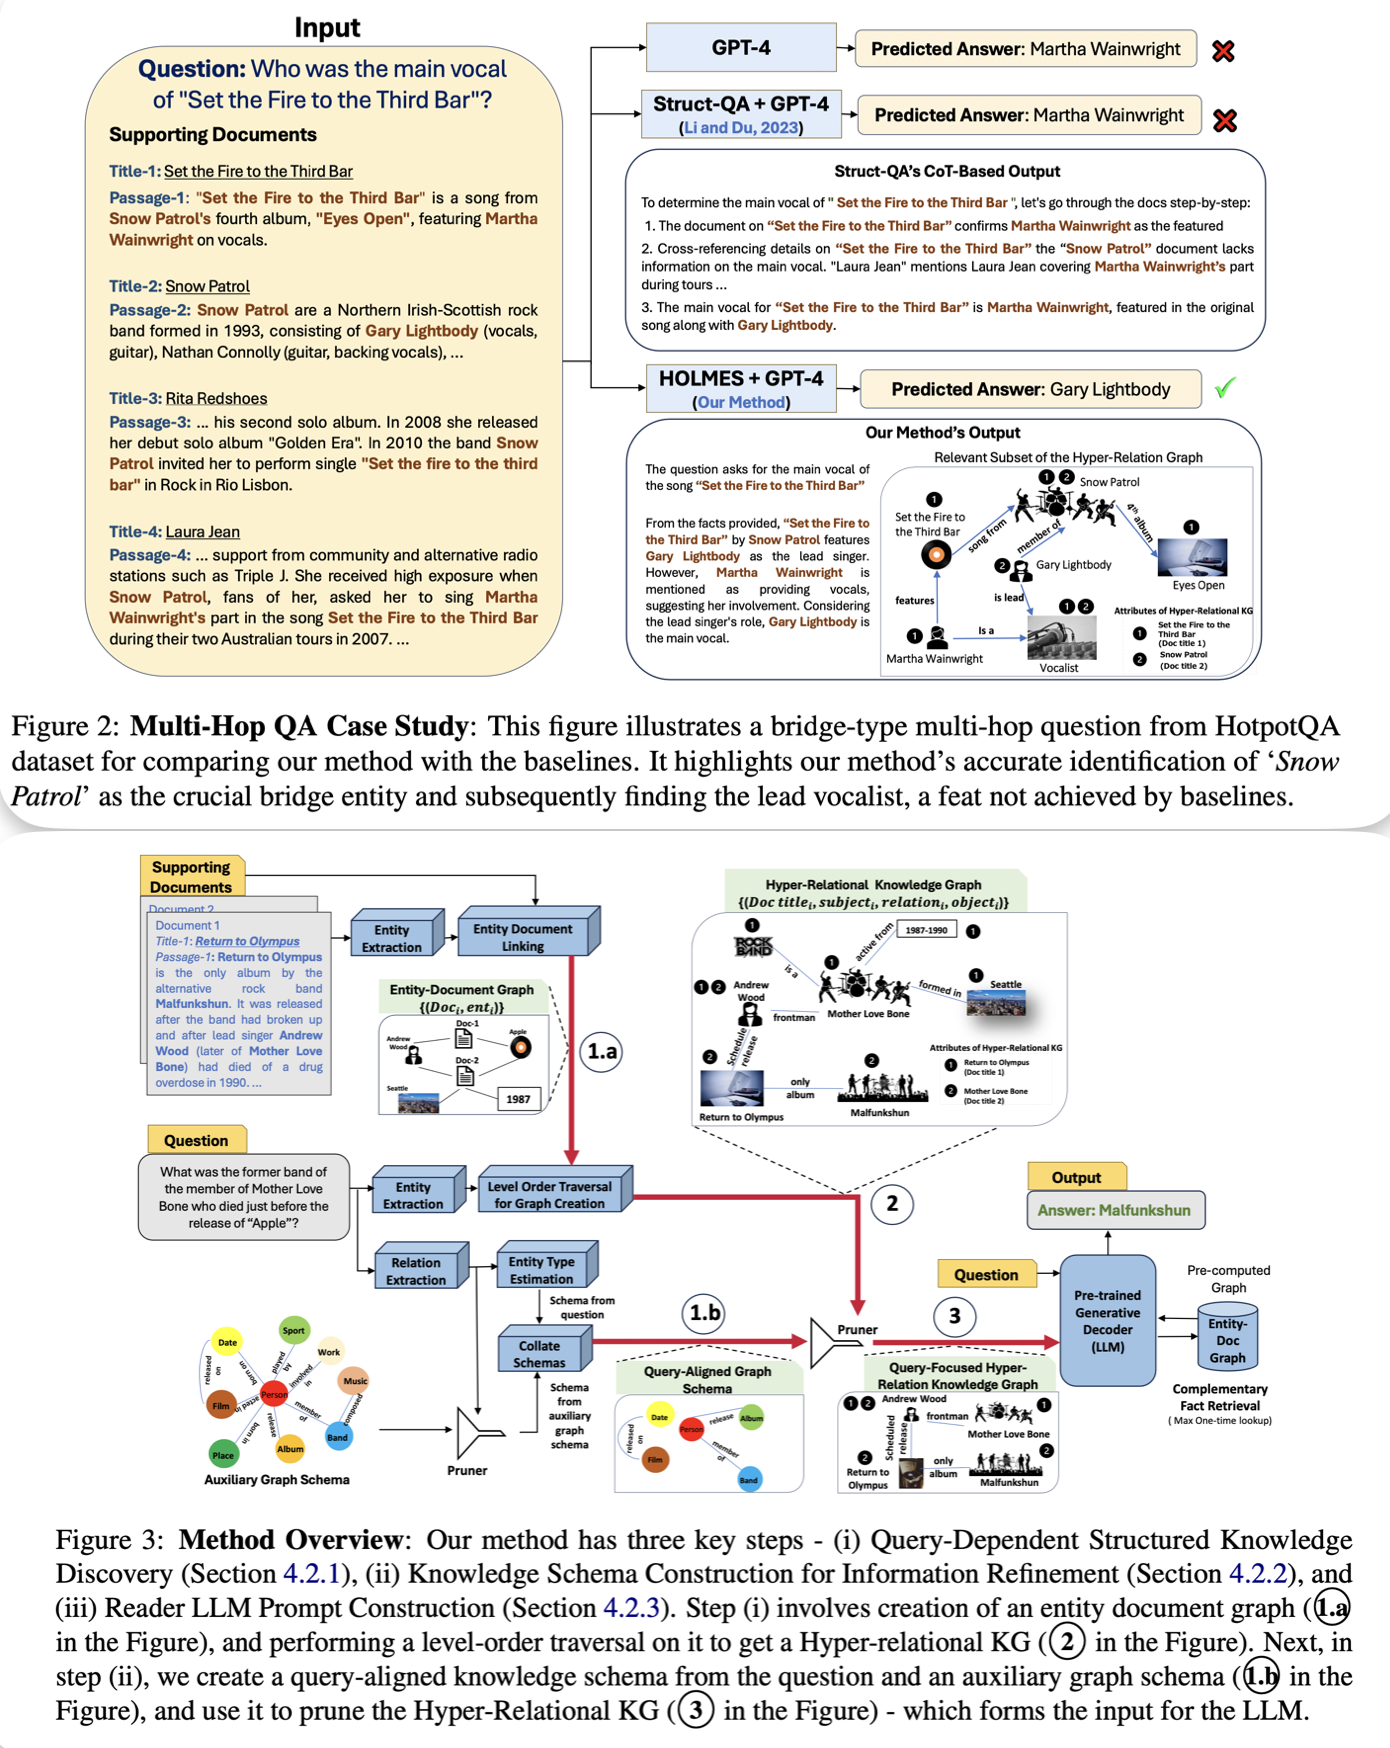 Input
Question: Who was the main vocal
of "Set the Fire to the Third Bar"?
Supporting Documents
Title-1: Set the Fire to the Third Bar
Passage-1: "Set the Fire to the Third Bar" is a song from
Snow Patrol's fourth album, "Eyes Open", featuring Martha
Wainwright on vocals.
Title-2: Snow Patrol
Passage-2: Snow Patrol are a Northern Irish-Scottish rock
band formed in 1993, consisting of Gary Lightbody (vocals,
guitar), Nathan Connolly (guitar, backing vocals), ...
Title-3: Rita Redshoes
Passage-3: ... his second solo album. In 2008 she released
her debut solo album "Golden Era". In 2010 the band Snow
Patrol invited her to perform single "Set the fire to the third
bar" in Rock in Rio Lisbon.
Title-4: Laura Jean
Passage-4: ... support from community and alternative radio
stations such as Triple J. She received high exposure when
Snow Patrol, fans of her, asked her to sing Martha
Wainwright's part in the song Set the Fire to the Third Bar
during their two Australian tours in 2007. ...
GPT-4
Predicted Answer: Martha Wainwright
Struct-QA + GPT-4
(Li and Du, 2023)
Predicted Answer: Martha Wainwright
Struct-QA's CoT-Based Output
To determine the main vocal of " Set the Fire to the Third Bar ", let's go through the docs step-by-step:
1. The document on "Set the Fire to the Third Bar" confirms Martha Wainwright as the featured
2. Cross-referencing details on "Set the Fire to the Third Bar" the "Snow Patrol" document lacks
information on the main vocal. "Laura Jean" mentions Laura Jean covering Martha Wainwright's part
during tours ...
3. The main vocal for "Set the Fire to the Third Bar" is Martha Wainwright, featured in the original
song along with Gary Lightbody.
HOLMES + GPT-4
(Our Method)
Predicted Answer: Gary Lightbody
Our Method's Output
The question asks for the main vocal of
the song "Set the Fire to the Third Bar"
From the facts provided, "Set the Fire to
the Third Bar" by Snow Patrol features
Gary Lightbody as the lead singer.
However, Martha Wainwright is
mentioned as providing vocals,
suggesting her involvement. Considering
the lead singer's role, Gary Lightbody is
the main vocal.
Relevant Subset of the Hyper-Relation Graph
1 2 Snow Patrol
1
Set the Fire to
the Third Bar
song from
member of
4th album
1
Eyes Open
2 Gary Lightbody
is lead
features
1 2
1
Is a
Martha Wainwright
Vocalist
Attributes of Hyper-Relational KG
1 Set the Fire to the
Third Bar
(Doc title 1)
2 Snow Patrol
(Doc title 2)
Figure 2: Multi-Hop QA Case Study: This figure illustrates a bridge-type multi-hop question from HotpotQA
dataset for comparing our method with the baselines. It highlights our method's accurate identification of 'Snow
Patrol' as the crucial bridge entity and subsequently finding the lead vocalist, a feat not achieved by baselines.
Supporting
Documents
Document 2
Document 1
Title-1: Return to Olympus
Passage-1: Return to Olympus
is the only album by the
alternative rock band
Malfunkshun. It was released
after the band had broken up
and after lead singer Andrew
Wood (later of Mother Love
Bone) had died of a drug
overdose in 1990. ...
Entity
Extraction
Entity Document
Linking
Entity-Document Graph
{(Doci, enti)}
Doc-1
Andrew
Wood
Apple
Doc-2
Seattle
1987
1.a
Hyper-Relational Knowledge Graph
{(Doc titlei, subjecti, relationi, objecti)}
1
ROCK
BAND
is a
active from
1987-1990
1
1
Mother Love Bone
formed in
1
Seattle
1 2 Andrew
Wood
frontman
Schedule
release
2
Return to Olympus
only
album
2
Malfunkshun
Attributes of Hyper-Relational KG
1 Return to Olympus
(Doc title 1)
2 Mother Love Bone
(Doc title 2)
Question
What was the former band of
the member of Mother Love
Bone who died just before the
release of "Apple"?
Entity
Extraction
Level Order Traversal
for Graph Creation
2
Relation
Extraction
Entity Type
Estimation
Schema from
question
Collate
Schemas
1.b
Schema
from
auxiliary
graph
schema
Pruner
Date
Sport
Work
Music
Person
Film
Place
Album
Band
released
on
born on
played
by
involved
in
acted in
born in
release
member
of
composed
Auxiliary Graph Schema
Query-Aligned Graph
Schema
Date
release
Album
Person
released
on
Film
member
of
Band
Pruner
3
Query-Focused Hyper-
Relation Knowledge Graph
1 2 Andrew Wood
1
frontman
Mother Love Bone
Scheduled
release
2
Return to
Olympus
only
album
2
Malfunkshun
Output
Answer: Malfunkshun
Question
Pre-trained
Generative
Decoder
(LLM)
Pre-computed
Graph
Entity-
Doc
Graph
Complementary
Fact Retrieval
( Max One-time lookup)
Figure 3: Method Overview: Our method has three key steps - (i) Query-Dependent Structured Knowledge
Discovery (Section 4.2.1), (ii) Knowledge Schema Construction for Information Refinement (Section 4.2.2), and
(iii) Reader LLM Prompt Construction (Section 4.2.3). Step (i) involves creation of an entity document graph (1.a
in the Figure), and performing a level-order traversal on it to get a Hyper-relational KG (2 in the Figure). Next, in
step (ii), we create a query-aligned knowledge schema from the question and an auxiliary graph schema (1.b in the
Figure), and use it to prune the Hyper-Relational KG (3 in the Figure) - which forms the input for the LLM.